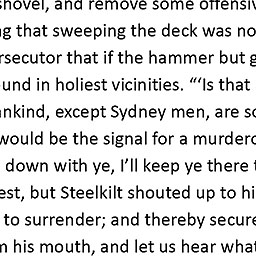 shovel, and remove some offensiv
g that sweeping the deck was no
rsecutor that if the hammer but g
und in holiest vicinities. “‘Is that
ankind, except Sydney men, are so
would be the signal for a murdero
down with ye, I’ll keep ye there t
est, but Steelkilt shouted up to hi
to surrender; and thereby secure
m his mouth, and let us hear what